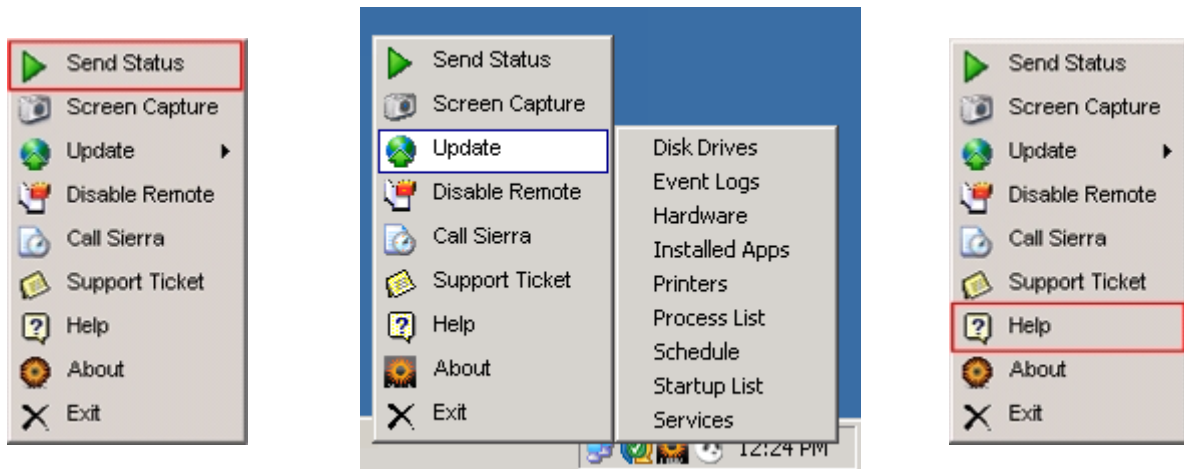 Send Status
Screen Capture
Update
Disable Remote
Call Sierra
Support Ticket
Help
About
Exit
Send Status
Screen Capture
Update
Disable Remote
Call Sierra
Support Ticket
Help
About
Exit
Disk Drives
Event Logs
Hardware
Installed Apps
Printers
Process List
Schedule
Startup List
Services
12:24 PM
Send Status
Screen Capture
Update
Disable Remote
Call Sierra
Support Ticket
Help
About
Exit